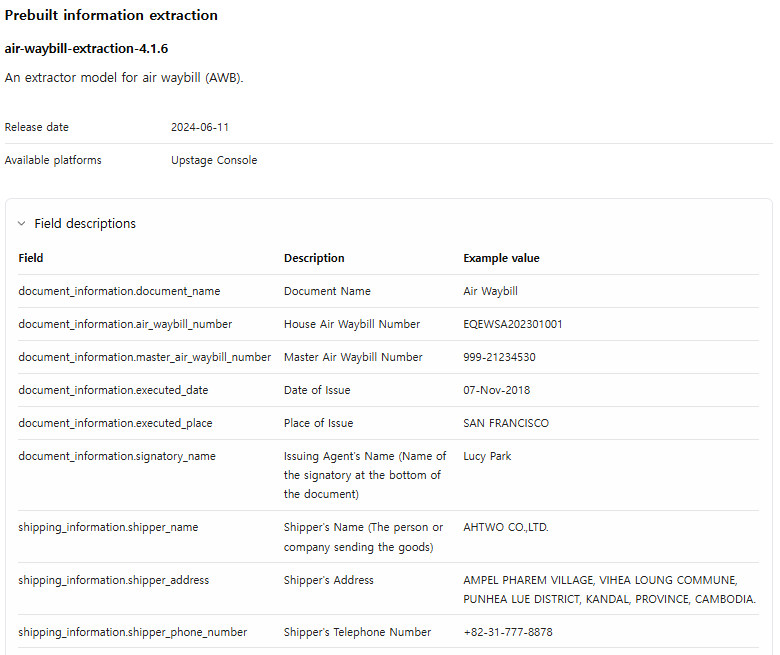 Prebuilt information extraction
air-waybill-extraction-4.1.6
An extractor model for air waybill (AWB).
Release date 2024-06-11
Available platforms Upstage Console
Field descriptions
Field Description Example value
document_information.document_name Document Name Air Waybill
document_information.air_waybill_number House Air Waybill Number EQEWSA202301001
document_information.master_air_waybill_number Master Air Waybill Number 999-21234530
document_information.executed_date Date of Issue 07-Nov-2018
document_information.executed_place Place of Issue SAN FRANCISCO
document_information.signatory_name Issuing Agent's Name (Name of Lucy Park
the signatory at the bottom of
the document)
shipping_information.shipper_name Shipper's Name (The person or AHTWO CO.,LTD.
company sending the goods)
shipping_information.shipper_address Shipper's Address AMPEL PHAREM VILLAGE, VIHEA LOUNG COMMUNE,
PUNHEA LUE DISTRICT, KANDAL, PROVINCE, CAMBODIA.
shipping_information.shipper_phone_number Shipper's Telephone Number +82-31-777-8878